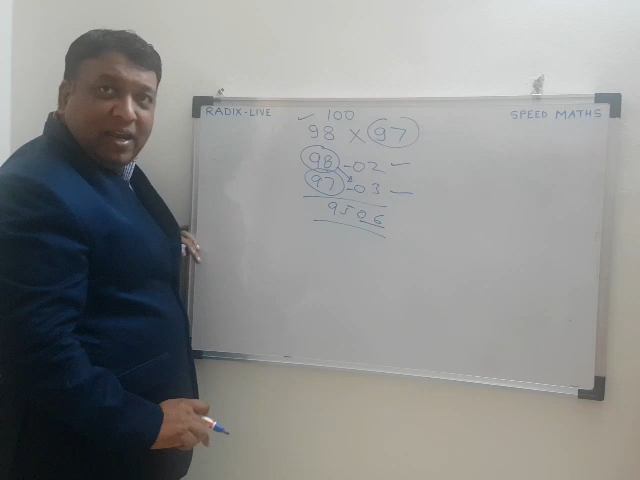 RADIX-LIVE
SPEED MATHS
✓ 100
98 × 97
98 -02
97 -03
9506